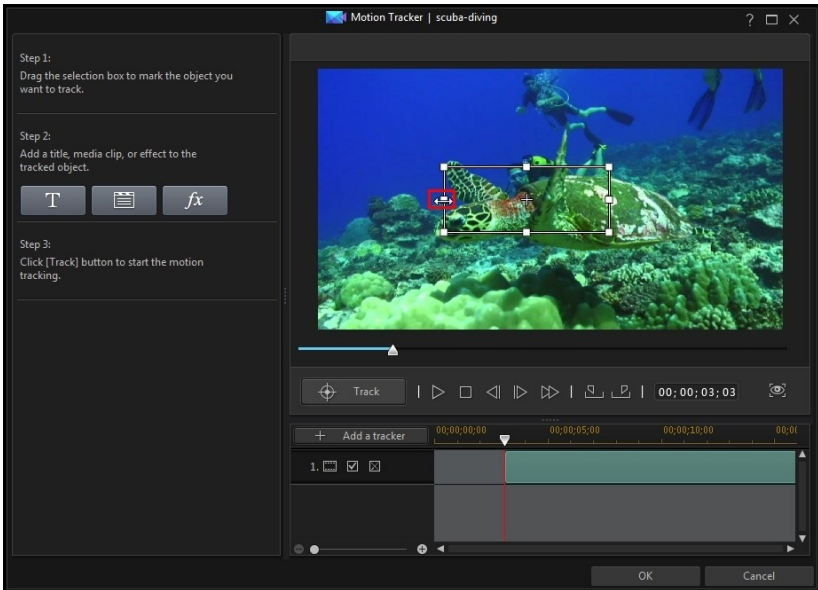 Motion Tracker | scuba-diving
?
Step 1:
Drag the selection box to mark the object you
want to track.
Step 2:
Add a title, media clip, or effect to the
tracked object.
T
fx
Step 3:
Click [Track] button to start the motion
tracking.
Track
00; 00; 03; 03
+ Add a tracker
00;00;00;00 00;00;05;00 00;00;10;00
1.
OK Cancel